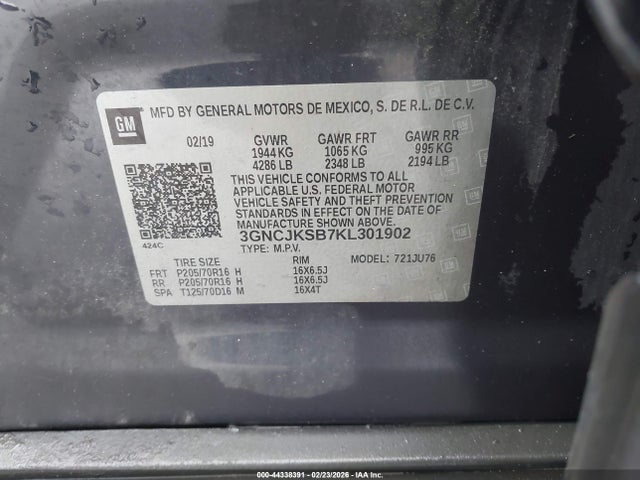 GM
MFD BY GENERAL MOTORS DE MEXICO, S. DE R.L. DE C.V.
02/19 GVWR GAWR FRT GAWR RR
1944 KG 1065 KG 995 KG
4286 LB 2348 LB 2194 LB
THIS VEHICLE CONFORMS TO ALL
APPLICABLE U.S. FEDERAL MOTOR
VEHICLE SAFETY AND THEFT PREVENTION
STANDARDS IN EFFECT ON THE DATE OF
MANUFACTURE SHOWN ABOVE.
3GNCJKSB7KL301902
424C TYPE: M.P.V. MODEL: 721JU76
TIRE SIZE RIM
FRT P205/70R16 H 16X6.5J
RR P205/70R16 H 16X6.5J
SPA T125/70D16 M 16X4T
000-44338391 - 02/23/2026 - IAA Inc.